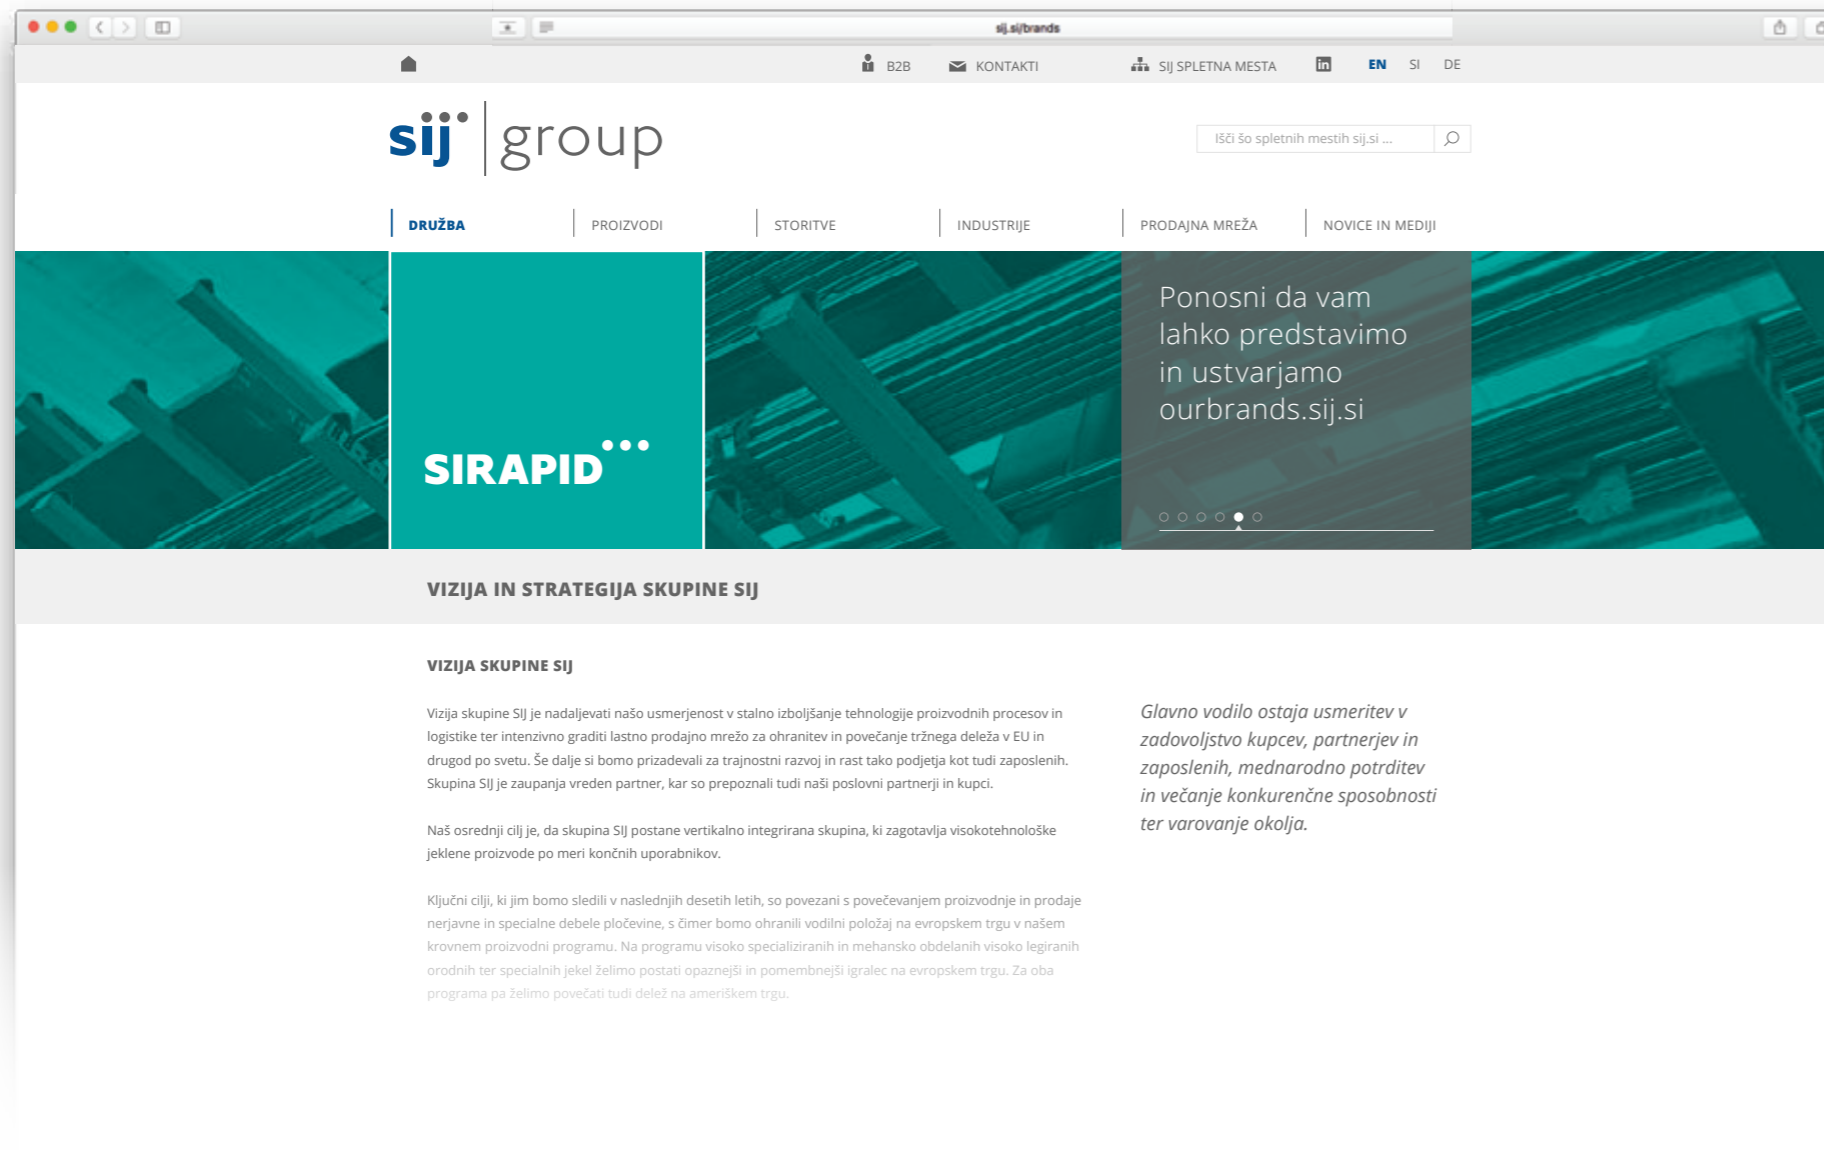 sij.si/brands
B2B
KONTAKTI
SIJ SPLETNA MESTA
in
EN
SI
DE
sij group
Išči šo spletnih mestih sij.si ...
DRUŽBA
PROIZVODI
STORITVE
INDUSTRIJE
PRODAJNA MREŽA
NOVICE IN MEDIJI
SIRAPID
Ponosni da vam
lahko predstavimo
in ustvarjamo
ourbrands.sij.si
VIZIJA IN STRATEGIJA SKUPINE SIJ
VIZIJA SKUPINE SIJ
Vizija skupine SIJ je nadaljevati našo usmerjenost v stalno izboljšanje tehnologije proizvodnih procesov in
logistike ter intenzivno graditi lastno prodajno mrežo za ohranitev in povečanje tržnega deleža v EU in
drugod po svetu. Še dalje si bomo prizadevali za trajnostni razvoj in rast tako podjetja kot tudi zaposlenih.
Skupina SIJ je zaupanja vreden partner, kar so prepoznali tudi naši poslovni partnerji in kupci.
Naš osrednji cilj je, da skupina SIJ postane vertikalno integrirana skupina, ki zagotavlja visokotehnološke
jeklene proizvode po meri končnih uporabnikov.
Ključni cilji, ki jim bomo sledili v naslednjih desetih letih, so povezani s povečevanjem proizvodnje in prodaje
nerjavne in specialne debele pločevine, s čimer bomo ohranili vodilni položaj na evropskem trgu v našem
krovnem proizvodni programu. Na programu visoko specializiranih in mehansko obdelanih visoko legiranih
orodnih ter specialnih jekel želimo postati opaznejši in pomembnejši igralec na evropskem trgu. Za oba
programa pa želimo povečati tudi delež na ameriškem trgu.
Glavno vodilo ostaja usmeritev v
zadovoljstvo kupcev, partnerjev in
zaposlenih, mednarodno potrditev
in večanje konkurenčne sposobnosti
ter varovanje okolja.